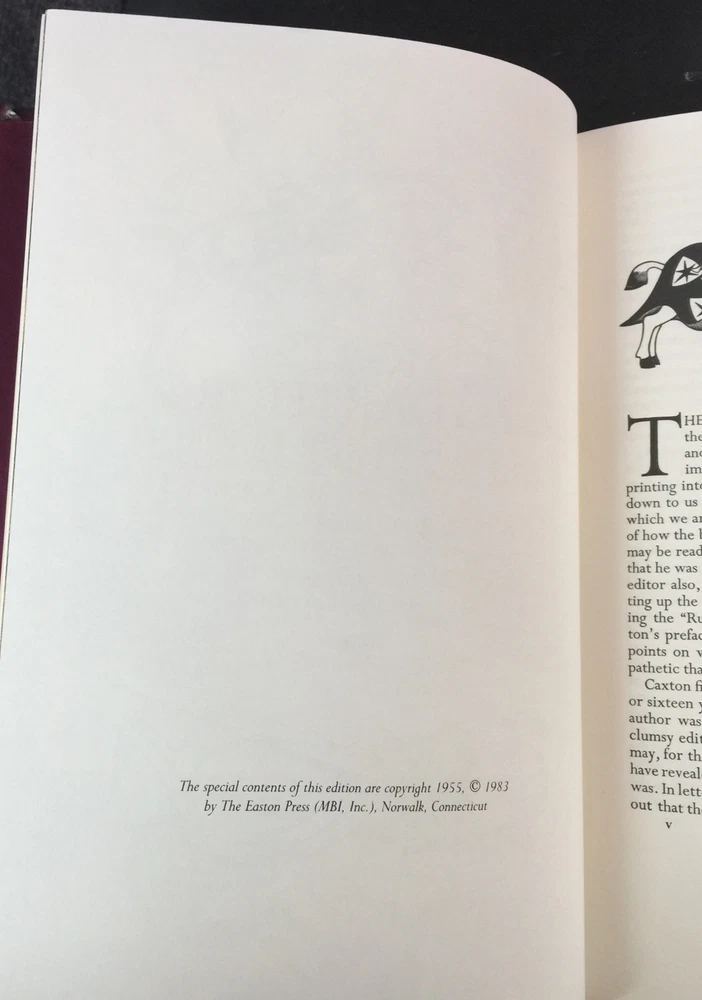 The special contents of this edition are copyright 1955, © 1983
by The Easton Press (MBI, Inc.), Norwalk, Connecticut
THE
the
and
im
printing into
down to us
which we
of how the
may be read
that he was
editor also,
ting up the
ing the “Ru
ton’s prefac
points on
pathetic tha
Caxton fi
or sixteen
author was
clumsy edit
may, for th
have reveal
was. In lett
out that the
v